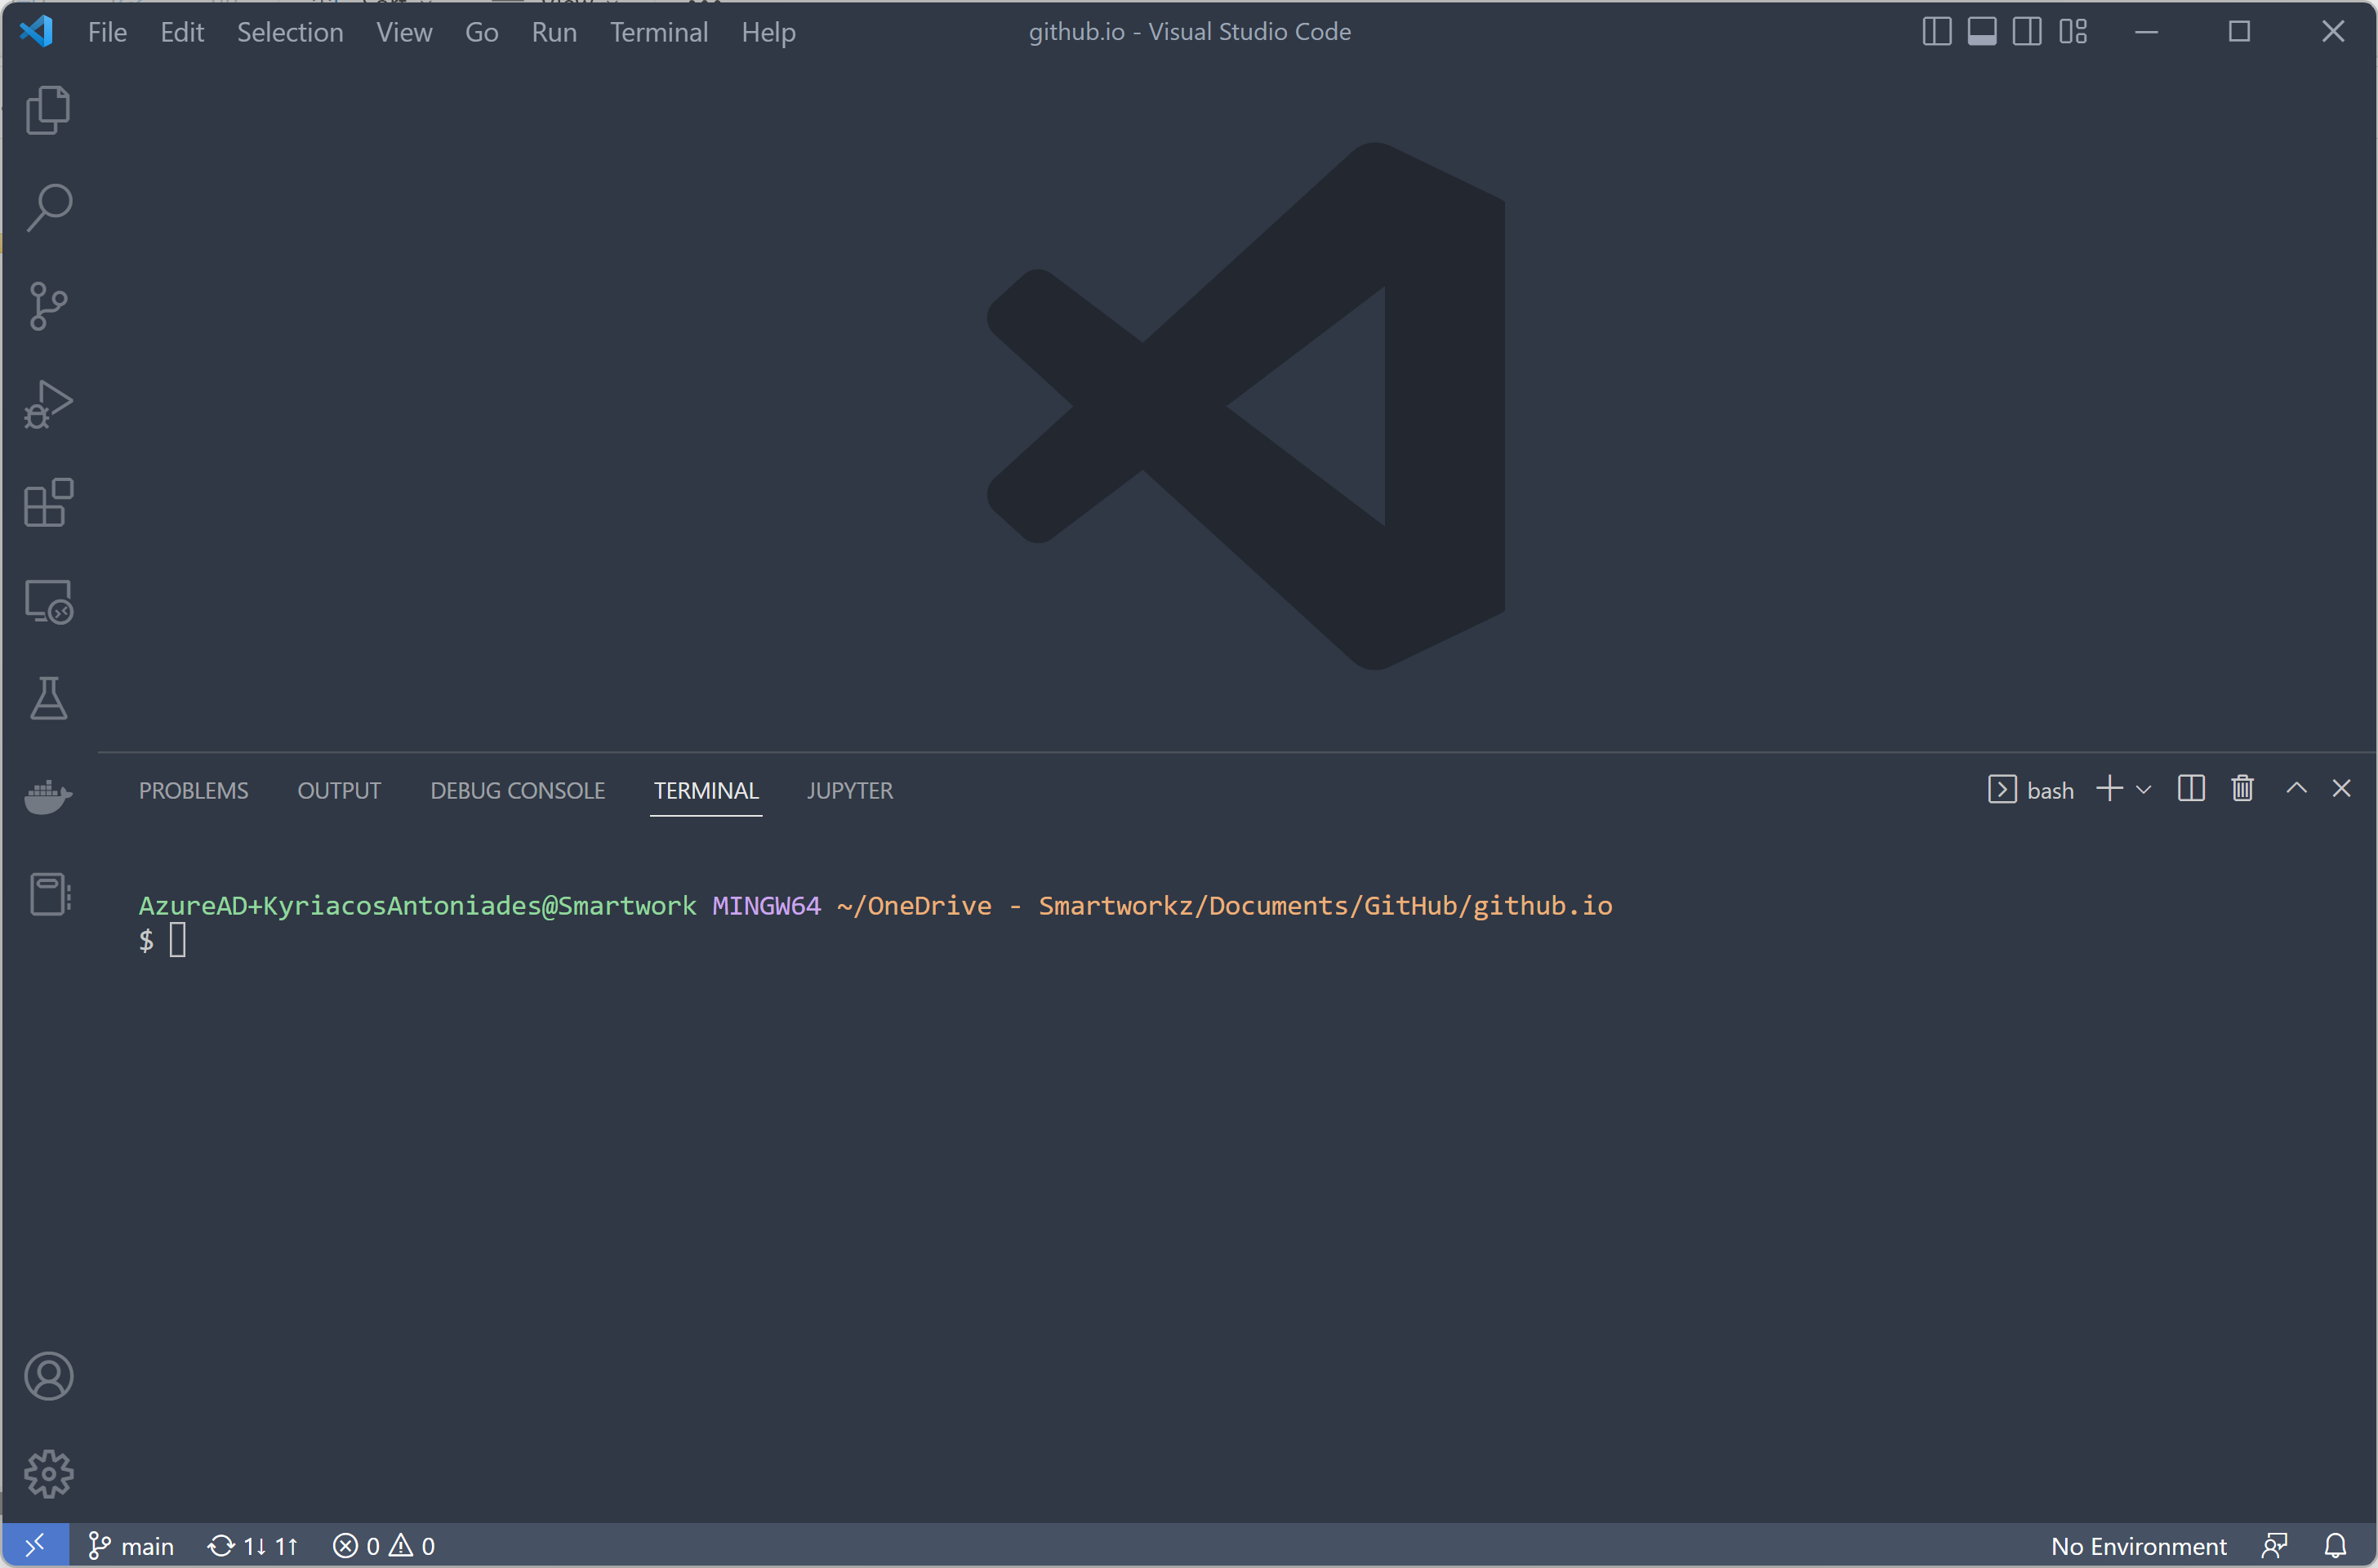 File Edit Selection View Go Run Terminal Help github.io - Visual Studio Code
PROBLEMS OUTPUT DEBUG CONSOLE TERMINAL JUPYTER bash
AzureAD+KyriacosAntoniades@Smartwork MINGW64 ~/OneDrive - Smartworkz/Documents/GitHub/github.io
$
main 1↓ 1↑ 0 0 No Environment